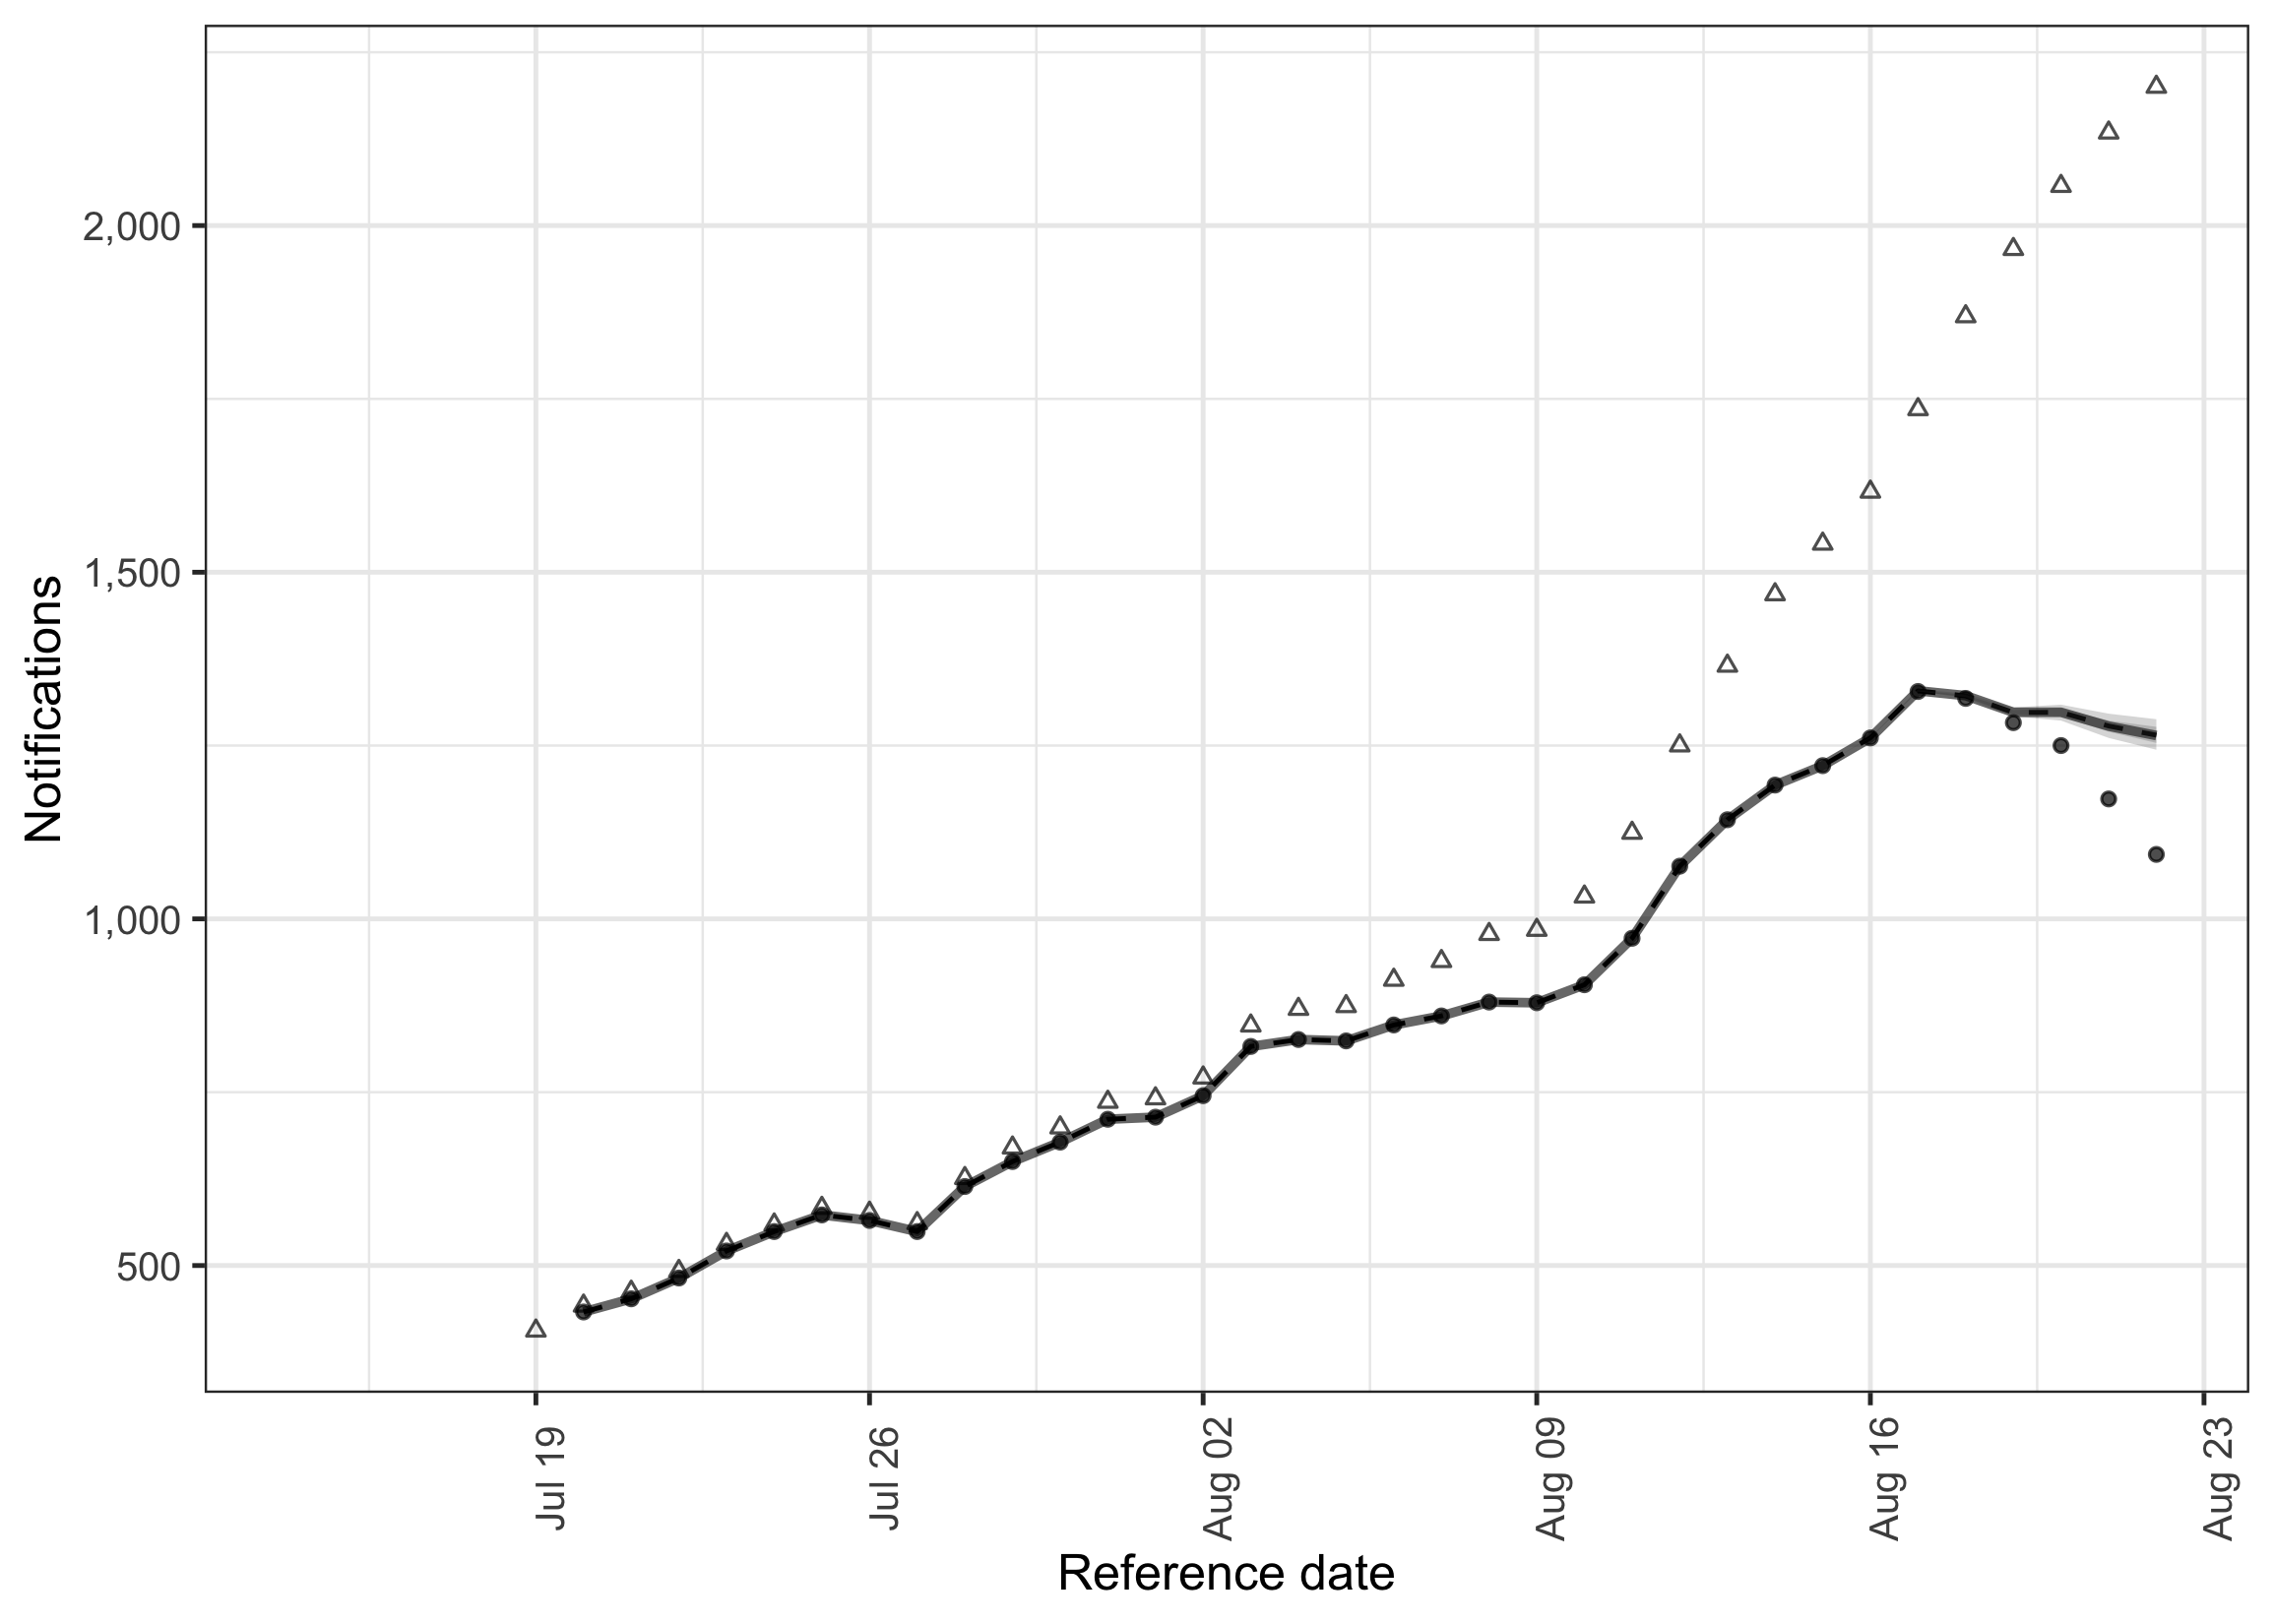 Notifications
2,000
1,500
1,000
500
Jul 19
Jul 26
Aug 02
Aug 09
Aug 16
Aug 23
Reference date